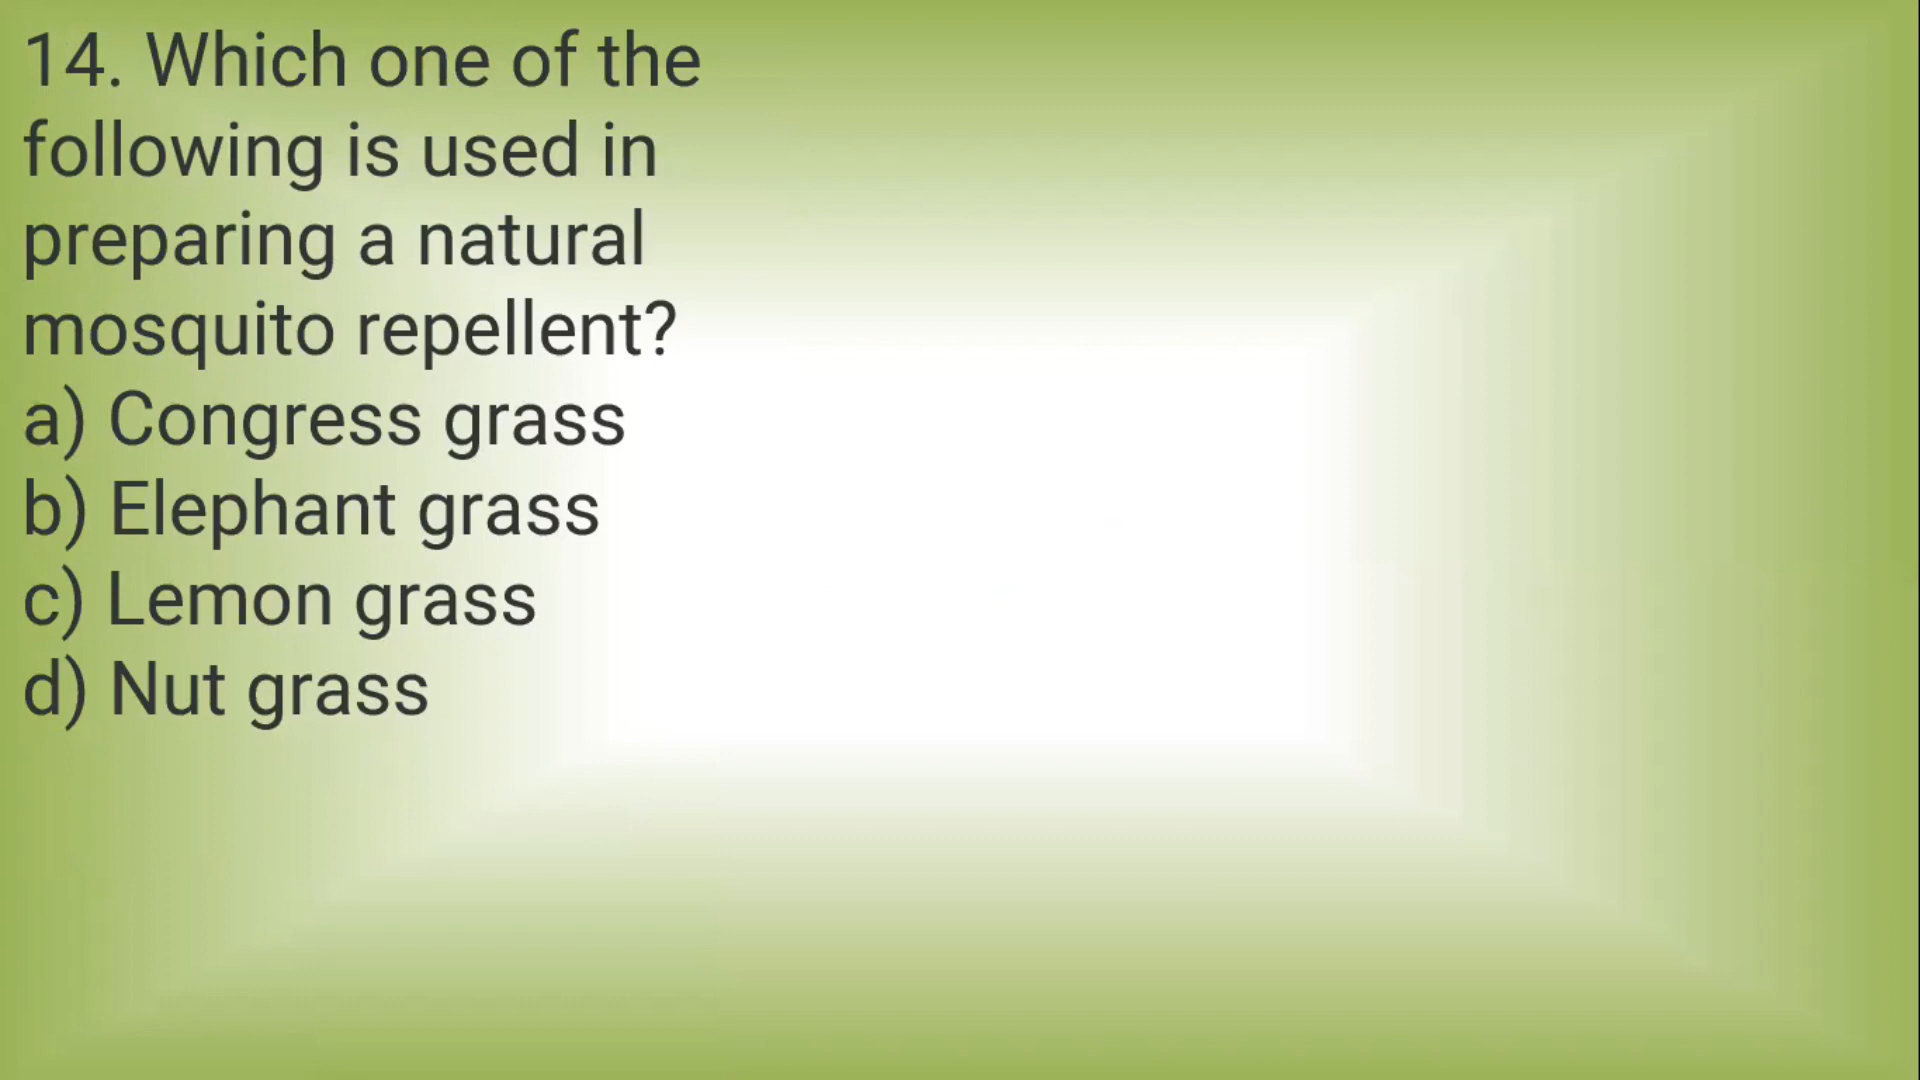 14. Which one of the
following is used in
preparing a natural
mosquito repellent?
a) Congress grass
b) Elephant grass
c) Lemon grass
d) Nut grass